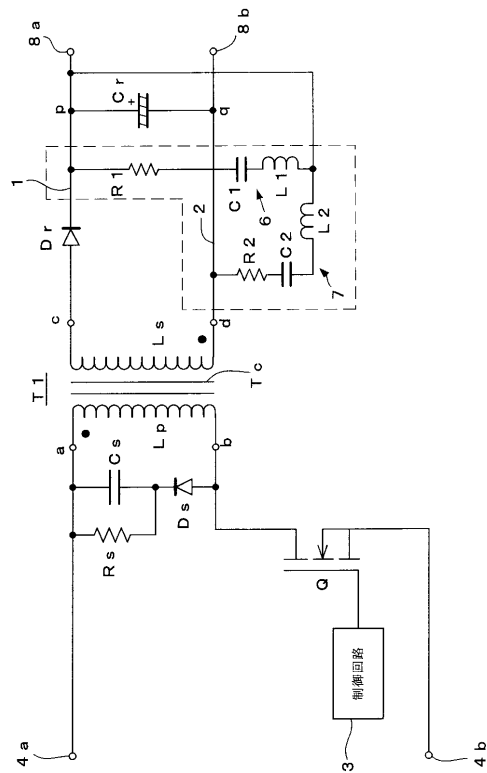 8a
8b
p
Cr
+
q
1
R1
C1
6
L1
Dr
2
R2
C2
L2
7
c
Ls
d
T1
Tc
a
Lp
b
Cs
Rs
Ds
Q
制御回路
3
4a
4b